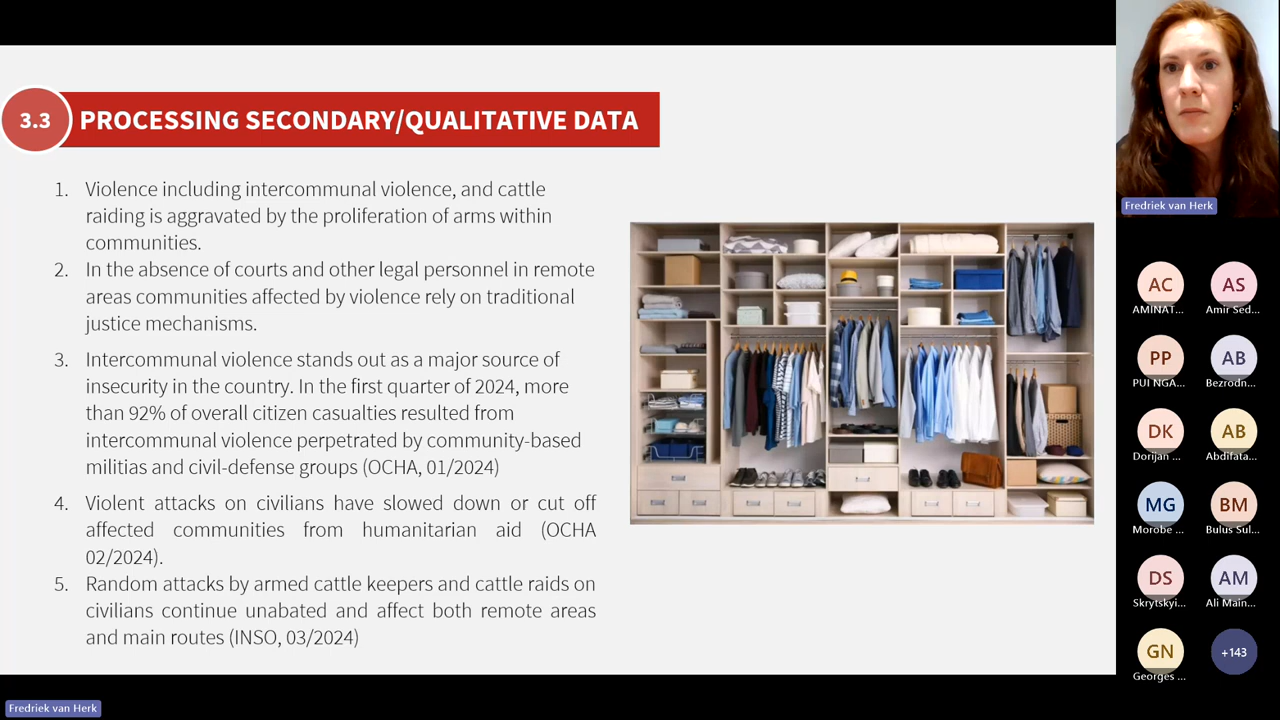 3.3 PROCESSING SECONDARY/QUALITATIVE DATA
1. Violence including intercommunal violence, and cattle
raiding is aggravated by the proliferation of arms within
communities.
2. In the absence of courts and other legal personnel in remote
areas communities affected by violence rely on traditional
justice mechanisms.
3. Intercommunal violence stands out as a major source of
insecurity in the country. In the first quarter of 2024, more
than 92% of overall citizen casualties resulted from
intercommunal violence perpetrated by community-based
militias and civil-defense groups (OCHA, 01/2024)
4. Violent attacks on civilians have slowed down or cut off
affected communities from humanitarian aid (OCHA
02/2024).
5. Random attacks by armed cattle keepers and cattle raids on
civilians continue unabated and affect both remote areas
and main routes (INSO, 03/2024)
Fredriek van Herk
AC AS
AMINAT... Amir Sed...
PP AB
PUI NGA... Bezrodn...
DK AB
Dorijan ... Abdifata...
MG BM
Morobe ... Bulus Sul...
DS AM
Skrytskyi... Ali Main...
GN +143
Georges ...
Fredriek van Herk